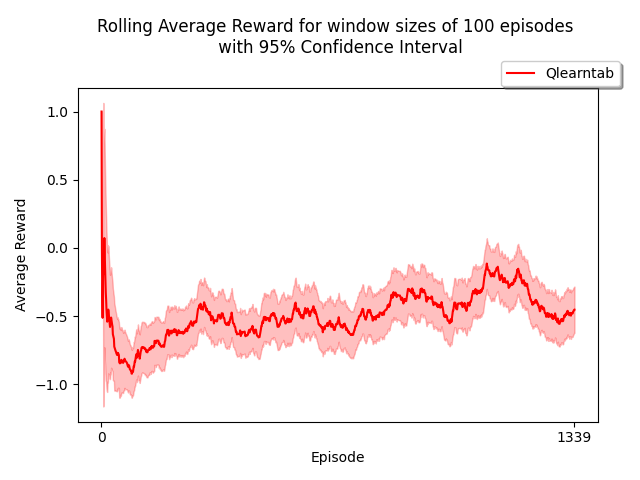 Rolling Average Reward for window sizes of 100 episodes
with 95% Confidence Interval
Qlearntab
1.0
0.5
0.0
−0.5
−1.0
Average Reward
0
1339
Episode